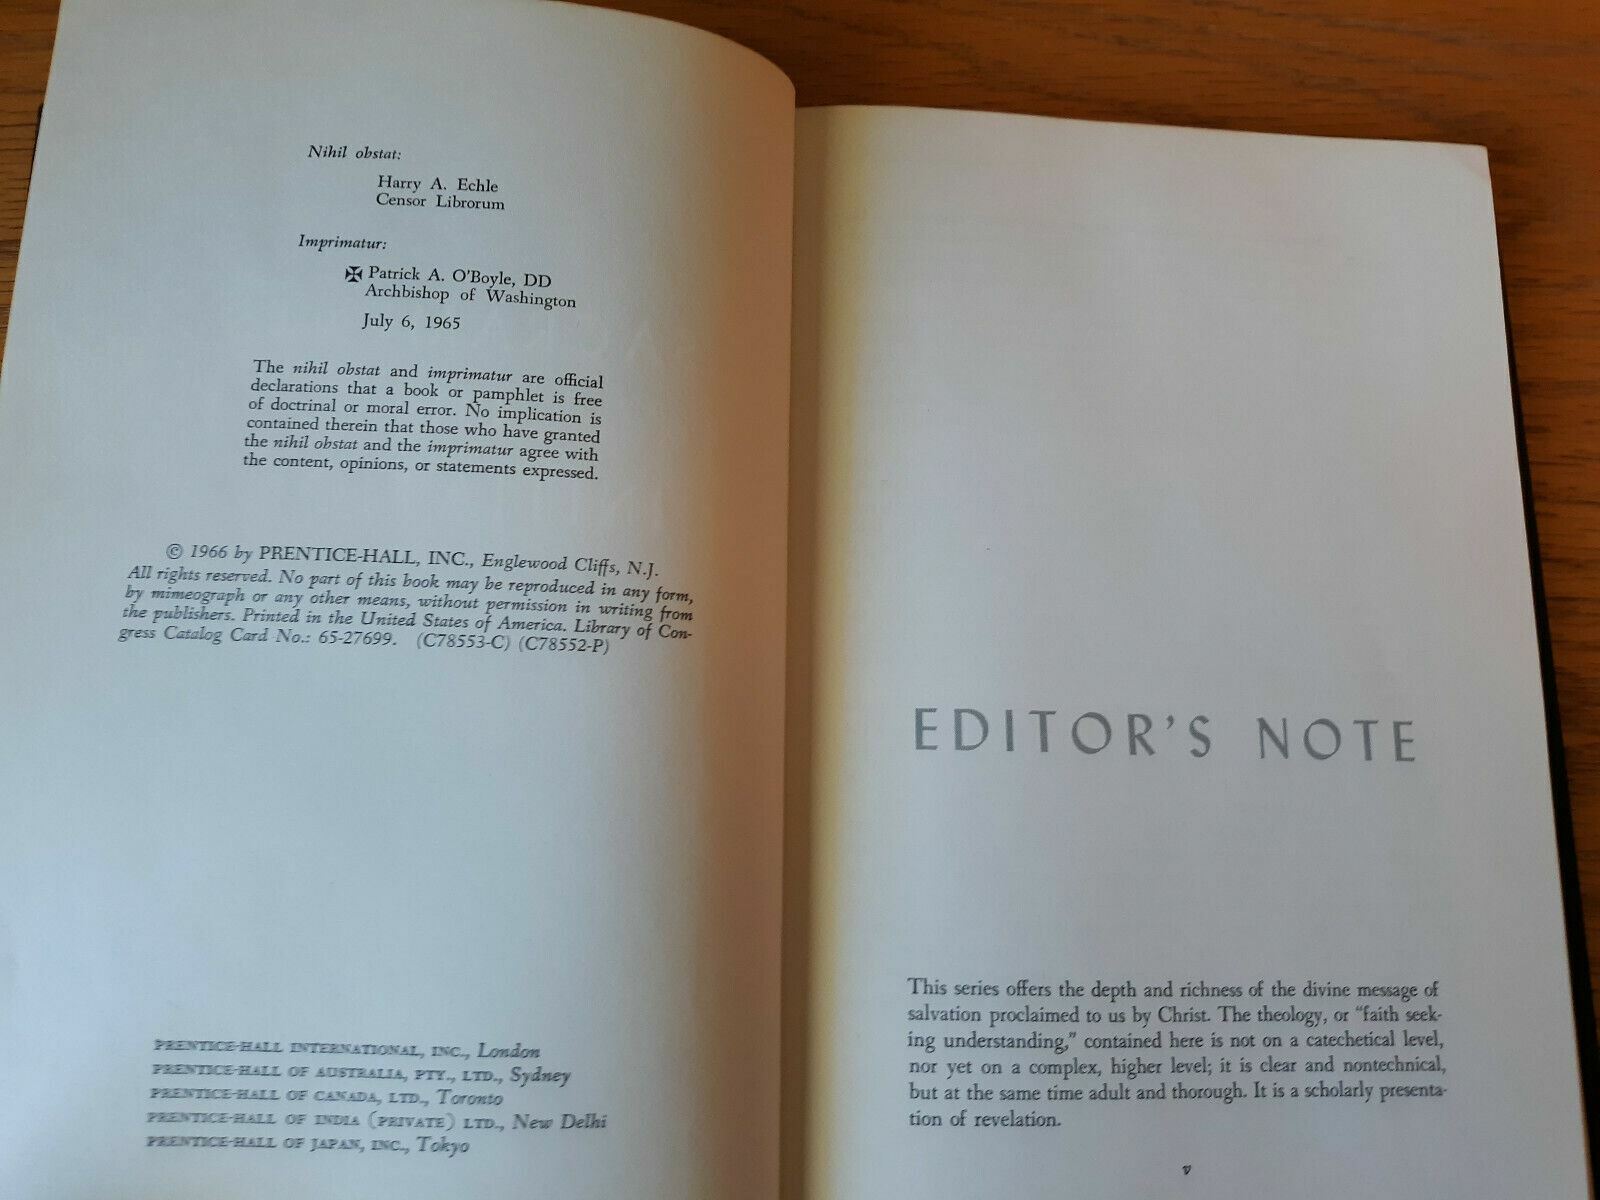 Nihil obstat:
Harry A. Echle
Censor Librorum
Imprimatur:
✠ Patrick A. O'Boyle, DD
Archbishop of Washington
July 6, 1965
The nihil obstat and imprimatur are official
declarations that a book or pamphlet is free
of doctrinal or moral error. No implication is
contained therein that those who have granted
the nihil obstat and the imprimatur agree with
the content, opinions, or statements expressed.
© 1966 by PRENTICE-HALL, INC., Englewood Cliffs, N.J.
All rights reserved. No part of this book may be reproduced in any form,
by mimeograph or any other means, without permission in writing from
the publishers. Printed in the United States of America. Library of Con-
gress Catalog Card No.: 65-27699. (C78553-C) (C78552-P)
PRENTICE-HALL INTERNATIONAL, INC., London
PRENTICE-HALL OF AUSTRALIA, PTY., LTD., Sydney
PRENTICE-HALL OF CANADA, LTD., Toronto
PRENTICE-HALL OF INDIA (PRIVATE) LTD., New Delhi
PRENTICE-HALL OF JAPAN, INC., Tokyo
EDITOR'S NOTE
This series offers the depth and richness of the divine message of
salvation proclaimed to us by Christ. The theology, or "faith seek-
ing understanding," contained here is not on a catechetical level,
nor yet on a complex, higher level; it is clear and nontechnical,
but at the same time adult and thorough. It is a scholarly presenta-
tion of revelation.
v